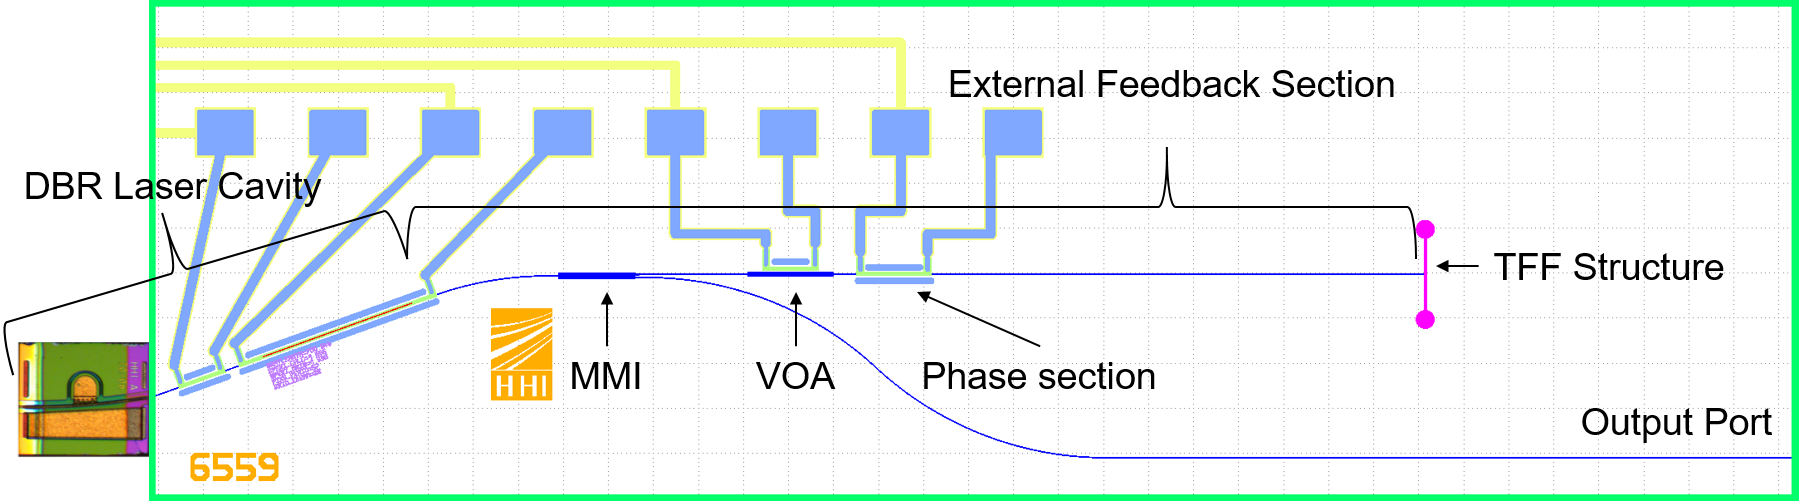 External Feedback Section
DBR Laser Cavity
TFF Structure
MMI
VOA
Phase section
HHI
Output Port
6559